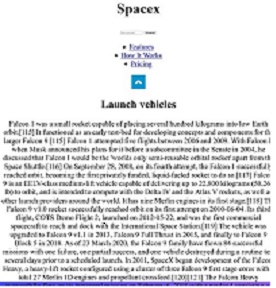 Spacex
Features
How It Works
Pricing
Launch vehicles
Falcon 1 was a small rocket capable of placing several hundred kilograms into low Earth
orbit.[112] It functioned as an early test-bed for developing concepts and components for the
larger Falcon 9.[115] Falcon 1 attempted five flights between 2006 and 2009. With Falcon 1
when Musk announced his plans for it before a subcommittee in the Senate in 2004, he
discussed that Falcon 1 would be the world's only semi-reusable orbital rocket apart from the
Space Shuttle.[116] On September 28, 2008, on its fourth attempt, the Falcon 1 successfully
reached orbit, becoming the first privately funded, liquid-fueled rocket to do so.[117] Falcon
9 is an EELV-class medium-lift vehicle capable of delivering up to 22,800 kilograms
lb) to orbit, and is intended to compete with the Delta IV and the Atlas V rockets, as well as
other launch providers around the world. It has nine Merlin engines in its first stage.[118] The
Falcon 9 v1.0 rocket successfully reached orbit on its first attempt on 2010-06-04. Its third
flight, COTS Demo Flight 2, launched on 2012-05-22, and was the first commercial
spacecraft to reach and dock with the International Space Station.[119] The vehicle was
upgraded to Falcon 9 v1.1 in 2013, Falcon 9 Full Thrust in 2015, and finally to Falcon 9
Block 5 in 2018. As of 23 March 2020, the Falcon 9 family have flown successful
missions with one failure, one partial success, and one vehicle destroyed during a routine test
several days prior to a scheduled launch. In 2011, SpaceX began development of the Falcon
Heavy, a heavy-lift rocket configured using a cluster of three Falcon 9 first stage cores with a
total 27 Merlin 1D engines and propellant crossfeed.[120][121] The Falcon Heavy